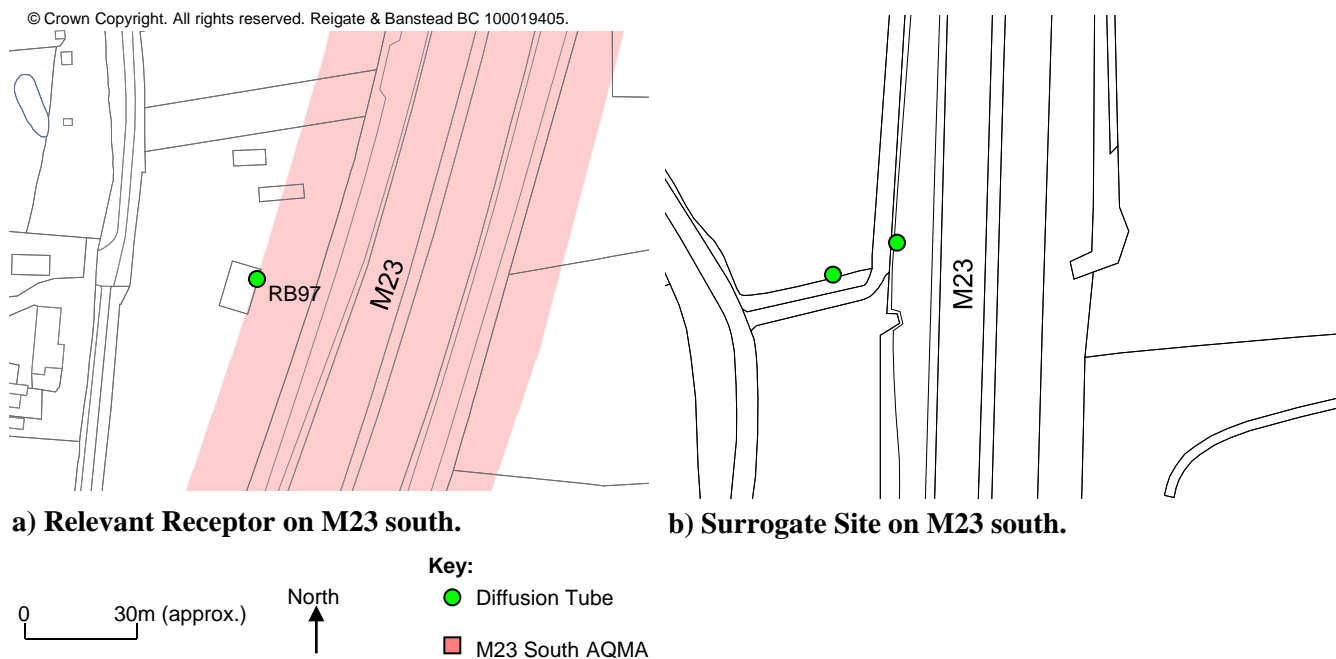 © Crown Copyright. All rights reserved. Reigate & Banstead BC 100019405.
M23
RB97
M23
a) Relevant Receptor on M23 south.
b) Surrogate Site on M23 south.
Key:
0 30m (approx.)
North
Diffusion Tube
M23 South AQMA